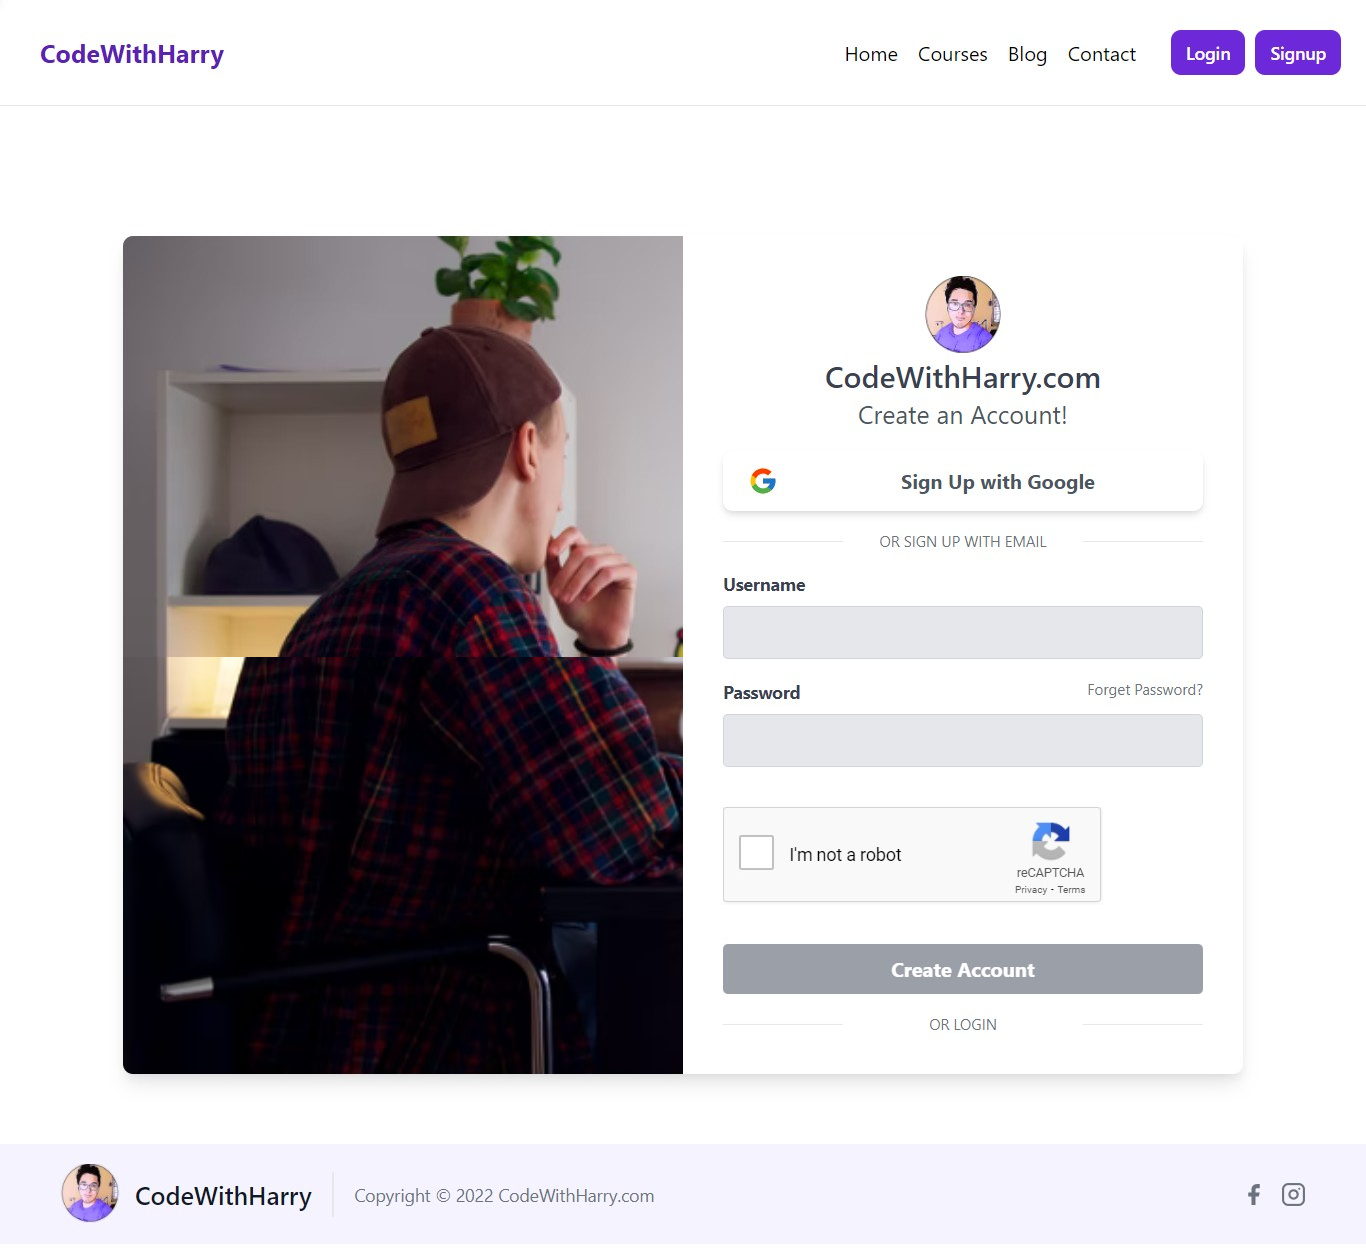 CodeWithHarry
Home Courses Blog Contact Login Signup
CodeWithHarry.com
Create an Account!
Sign Up with Google
OR SIGN UP WITH EMAIL
Username
Password Forget Password?
I'm not a robot
reCAPTCHA
Privacy - Terms
Create Account
OR LOGIN
CodeWithHarry Copyright © 2022 CodeWithHarry.com